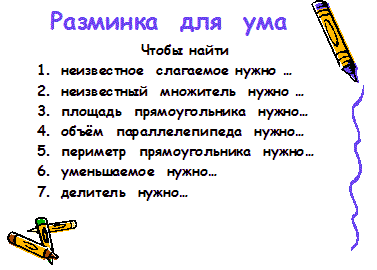 Разминка для ума
Чтобы найти
1. неизвестное слагаемое нужно …
2. неизвестный множитель нужно …
3. площадь прямоугольника нужно…
4. объём параллелепипеда нужно…
5. периметр прямоугольника нужно…
6. уменьшаемое нужно…
7. делитель нужно…